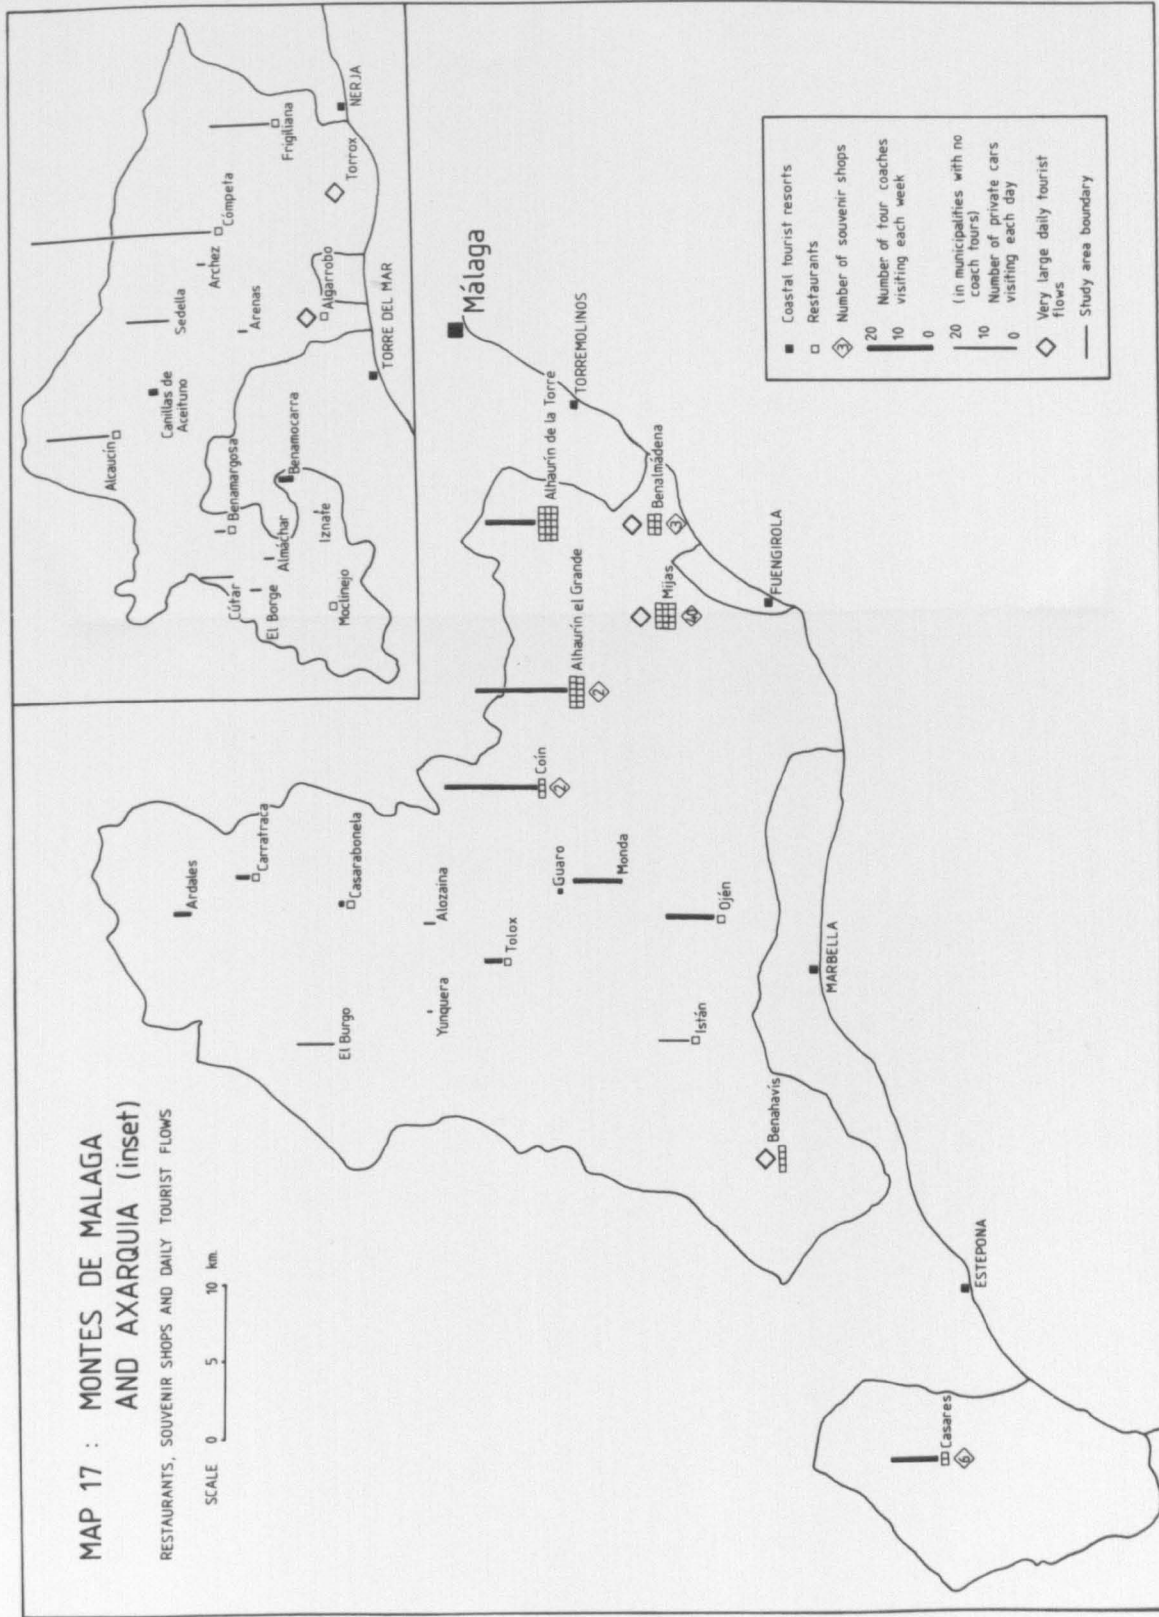 MAP 17 : MONTES DE MALAGA
AND AXARQUIA (inset)
RESTAURANTS, SOUVENIR SHOPS AND DAILY TOURIST FLOWS
SCALE 0 5 10 km.
Alcaucín
Canillas de
Aceituno
Sedella
Cómpeta
Archez
Arenas
Frigiliana
NERJA
Torrox
Algarrobo
TORRE DEL MAR
Benamargosa
Benamocarra
Almáchar
Iznate
Cútar
El Borge
Moclinejo
Málaga
TORREMOLINOS
Alhaurín de la Torre
Benalmádena
3
Alhaurín el Grande
2
Mijas
FUENGIROLA
Coín
2
Ardales
Carratraca
Casarabonela
Alozaina
Guaro
Monda
Tolox
Yunquera
El Burgo
Ojén
Istán
MARBELLA
Benahavís
ESTEPONA
Casares
6
Coastal tourist resorts
Restaurants
3 Number of souvenir shops
20
10
0
Number of tour coaches
visiting each week
(in municipalities with no
coach tours)
20
10
0
Number of private cars
visiting each day
Very large daily tourist
flows
Study area boundary